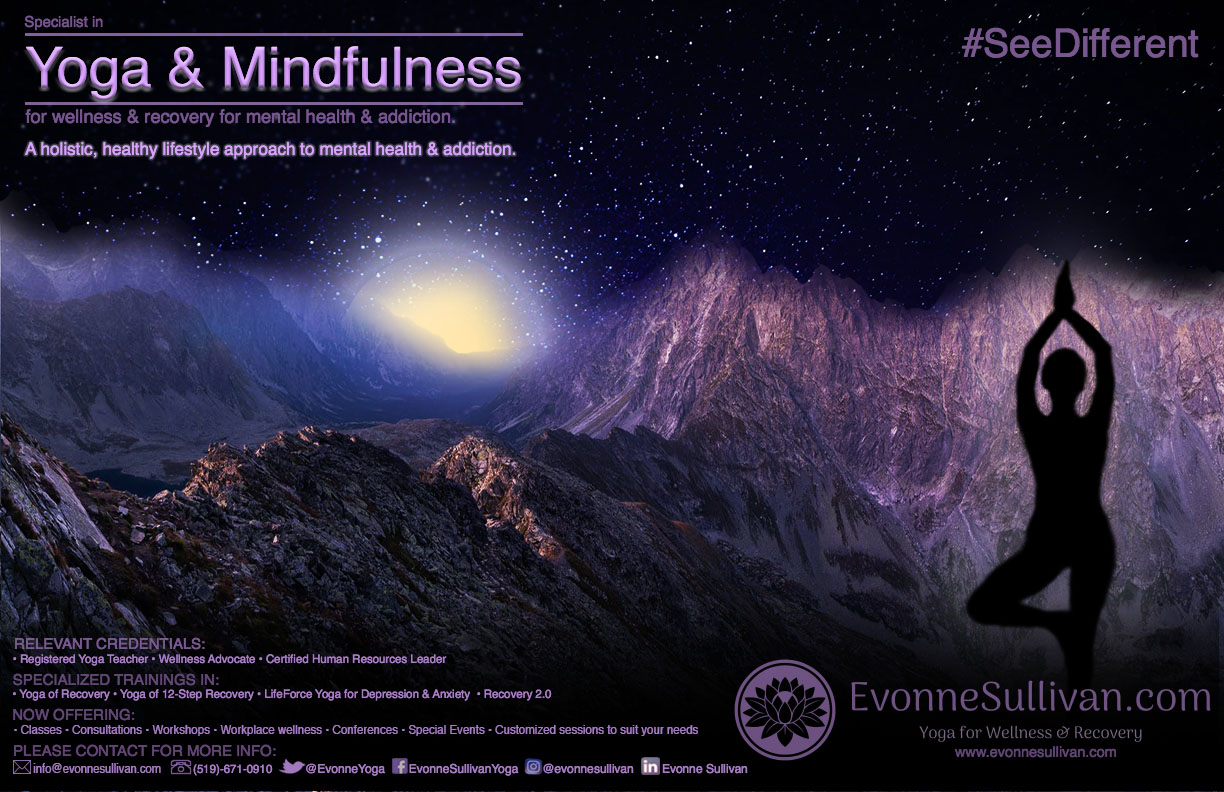 Specialist in
Yoga & Mindfulness
for wellness & recovery for mental health & addiction.
A holistic, healthy lifestyle approach to mental health & addiction.
#SeeDifferent
RELEVANT CREDENTIALS:
• Registered Yoga Teacher • Wellness Advocate • Certified Human Resources Leader
SPECIALIZED TRAININGS IN:
• Yoga of Recovery • Yoga of 12-Step Recovery • LifeForce Yoga for Depression & Anxiety • Recovery 2.0
NOW OFFERING:
• Classes • Consultations • Workshops • Workplace wellness • Conferences • Special Events • Customized sessions to suit your needs
PLEASE CONTACT FOR MORE INFO:
info@evonnesullivan.com (519)-671-0910 @EvonneYoga f EvonneSullivanYoga @evonnesullivan in Evonne Sullivan
EvonneSullivan.com
Yoga for Wellness & Recovery
www.evonnesullivan.com